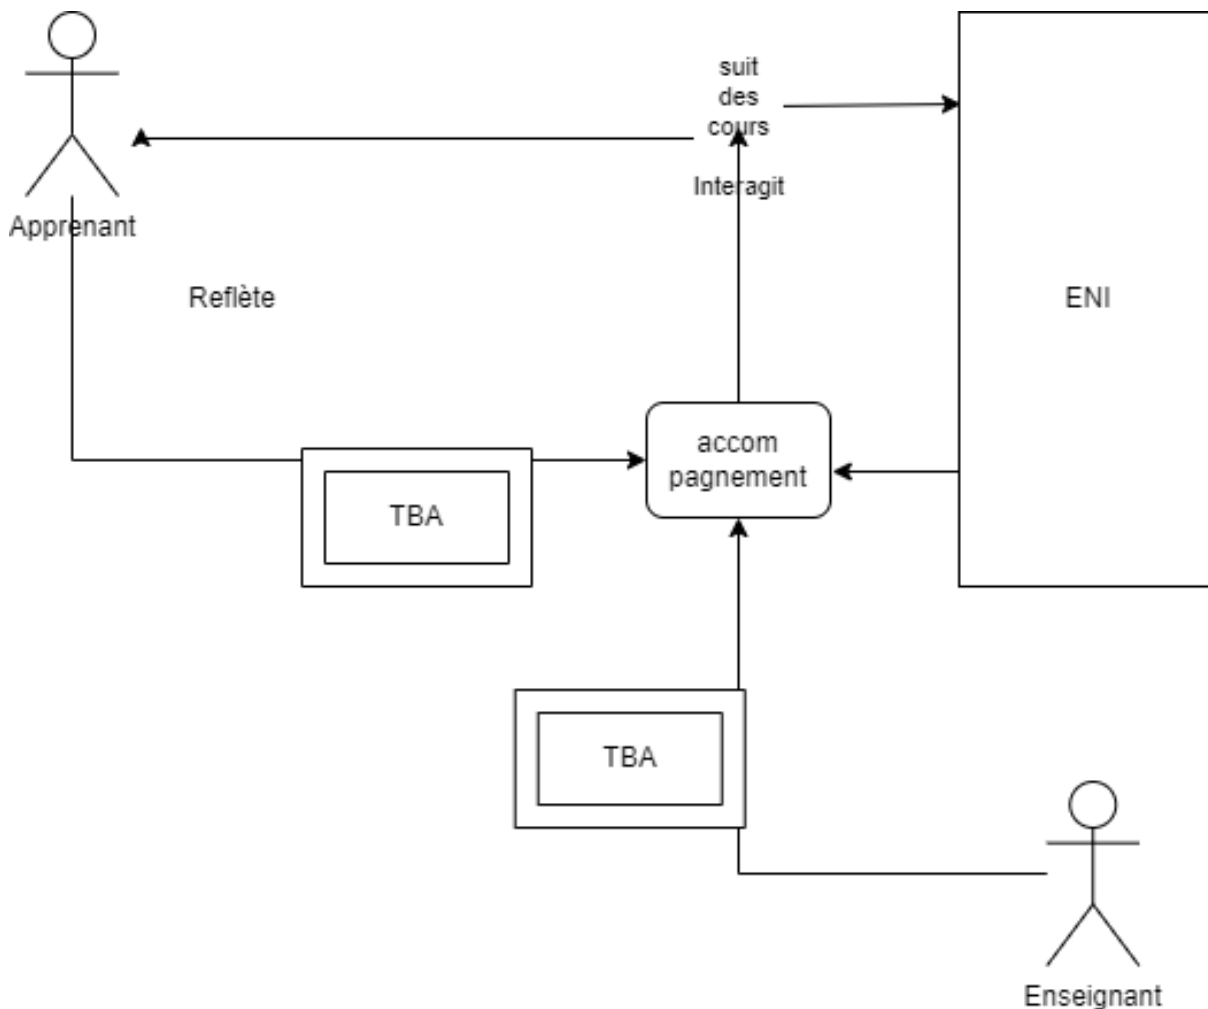 suit
des
cours
Interagit
Apprenant
Reflète
ENI
accom
pagnement
TBA
TBA
Enseignant